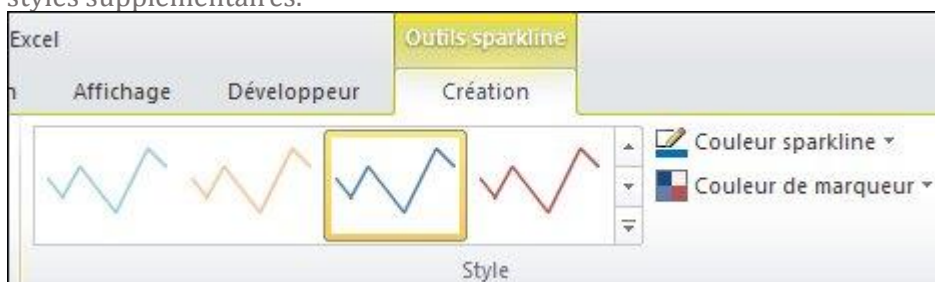 styles supplémentaires.
Excel Outils sparkline
Affichage Développeur Création
Couleur sparkline
Couleur de marqueur
Style